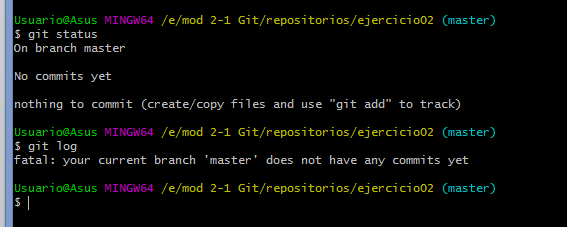 Usuario@Asus MINGW64 /e/mod 2-1 Git/repositorios/ejercicio02 (master)
$ git status
On branch master
No commits yet
nothing to commit (create/copy files and use "git add" to track)
Usuario@Asus MINGW64 /e/mod 2-1 Git/repositorios/ejercicio02 (master)
$ git log
fatal: your current branch 'master' does not have any commits yet
Usuario@Asus MINGW64 /e/mod 2-1 Git/repositorios/ejercicio02 (master)
$